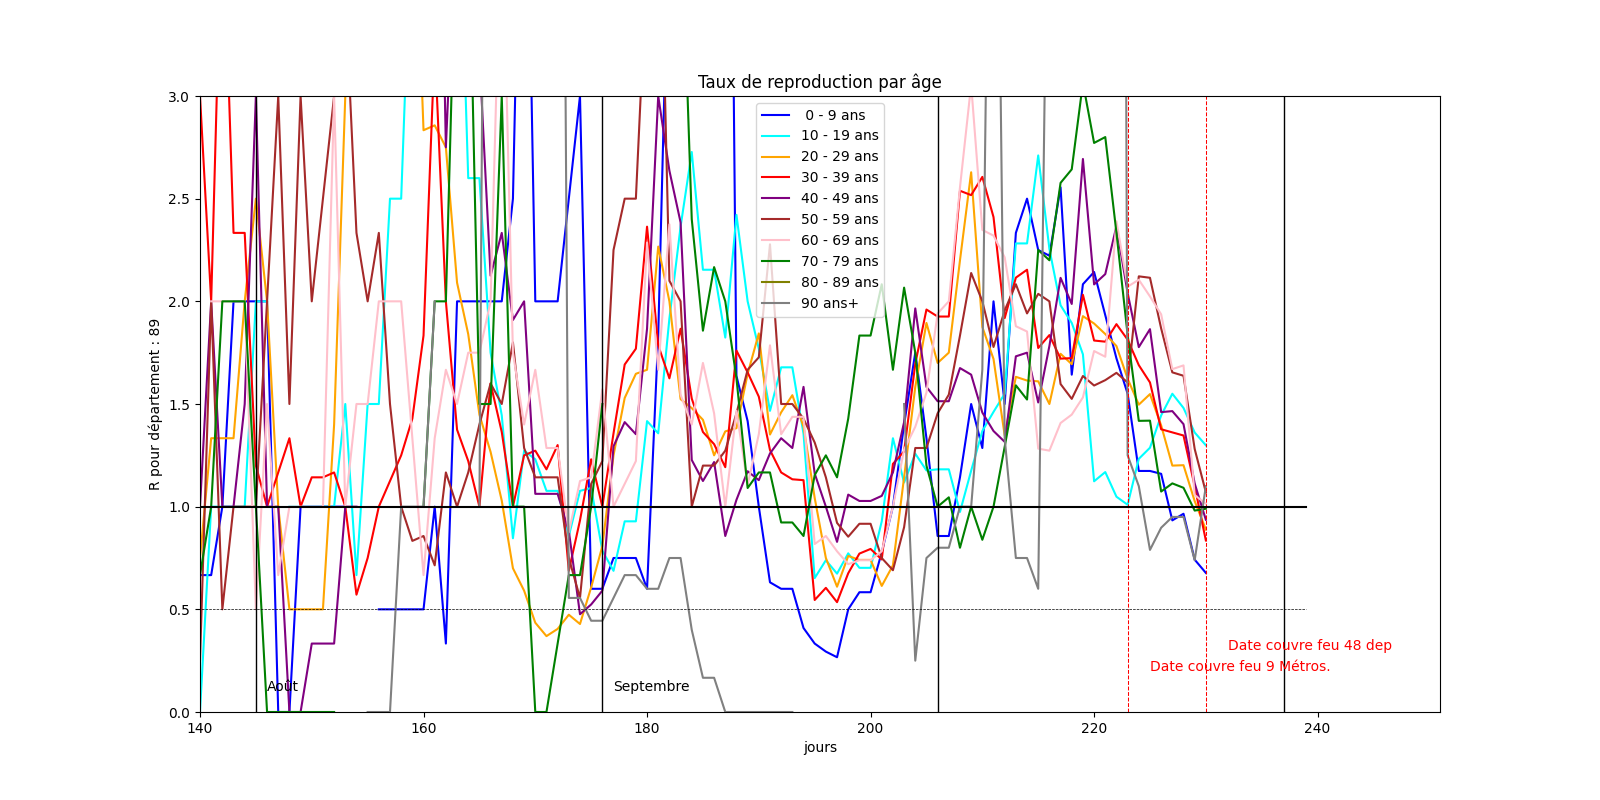 Taux de reproduction par âge
R pour département : 89
3.0
2.5
2.0
1.5
1.0
0.5
0.0
0 - 9 ans
10 - 19 ans
20 - 29 ans
30 - 39 ans
40 - 49 ans
50 - 59 ans
60 - 69 ans
70 - 79 ans
80 - 89 ans
90 ans+
Date couvre feu 48 dep
Date couvre feu 9 Métros.
Août
Septembre
140
160
180
200
220
240
jours